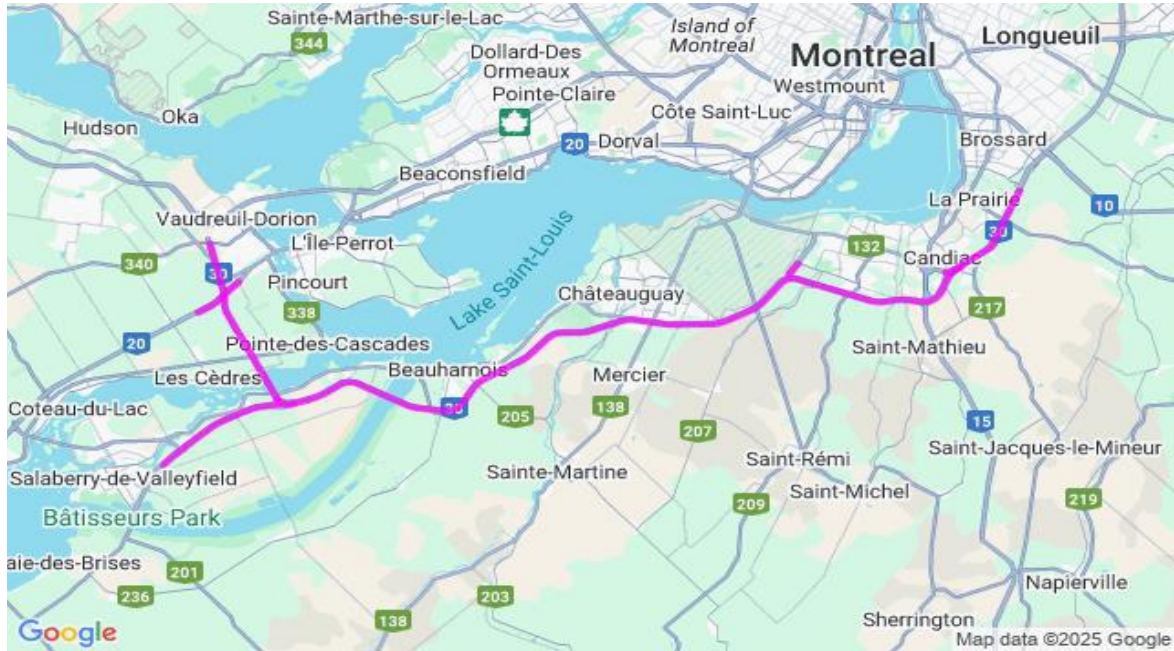 Sainte-Marthe-sur-le-Lac
344
Island of
Montreal
Longueuil
Dollard-Des
Ormeaux
Montreal
Pointe-Claire
Westmount
Oka
Côte Saint-Luc
Hudson
20
Dorval
Brossard
Beaconsfield
La Prairie
10
Vaudreuil-Dorion
30
L'Île-Perrot
132
340
30
Candiac
Pincourt
Lake Saint-Louis
Châteauguay
338
217
20
Pointe-des-Cascades
Saint-Mathieu
Les Cèdres
Beauharnois
Mercier
Coteau-du-Lac
30
205
138
15
207
Saint-Jacques-le-Mineur
Salaberry-de-Valleyfield
Sainte-Martine
Saint-Rémi
Saint-Michel
219
209
Bâtisseurs Park
aie-des-Brises
201
236
203
Napierville
138
Sherrington
Google
Map data ©2025 Google